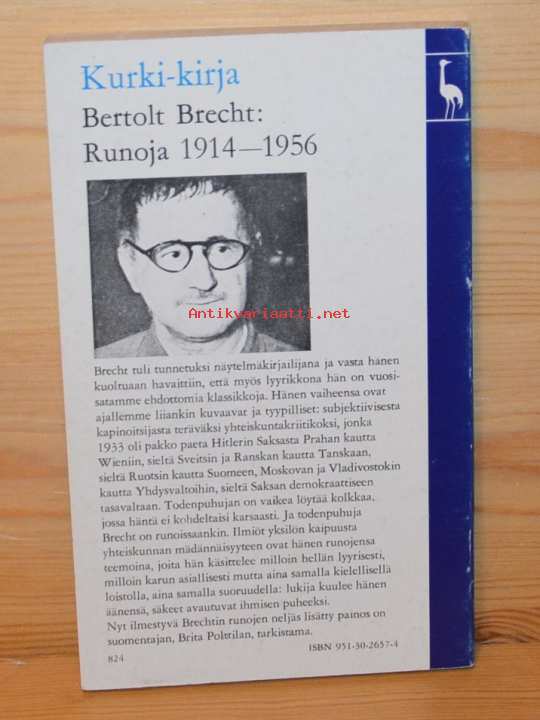 Kurki-kirja
Bertolt Brecht:
Runoja 1914—1956
Antikvariaatti.net
Brecht tuli tunnetuksi näytelmäkirjailijana ja vasta hänen
kuoltuaan havaittiin, että myös lyyrikkona hän on vuosi-
satamme ehdottomia klassikkoja. Hänen vaiheensa ovat
ajallemme liiankin kuvaavat ja tyypilliset: subjektiivisesta
kapinoitsijasta teräväksi yhteiskuntakriitikoksi, jonka
1933 oli pakko paeta Hitlerin Saksasta Prahan kautta
Wieniin, sieltä Sveitsin ja Ranskan kautta Tanskaan,
sieltä Ruotsin kautta Suomeen, Moskovan ja Vladivostokin
kautta Yhdysvaltoihin, sieltä Saksan demokraattiseen
tasavaltaan. Todenpuhujan on vaikea löytää kolkkaa,
jossa häntä ei kohdeltaisi karsaasti. Ja todenpuhuja
Brecht on runoissaankin. Ilmiöt yksilön kaipuusta
yhteiskunnan mädännäisyyteen ovat hänen runojensa
teemoina, joita hän käsittelee milloin hellän lyyrisesti,
milloin karun asiallisesti mutta aina samalla kielellisellä
loistolla, aina samalla suoruudella: lukija kuulee hänen
äänensä, säkeet avautuvat ihmisen puheeksi.
Nyt ilmestyvä Brechtin runojen neljäs lisätty painos on
suomentajan, Brita Polttilan, tarkistama.
824 ISBN 951-30-2657-4